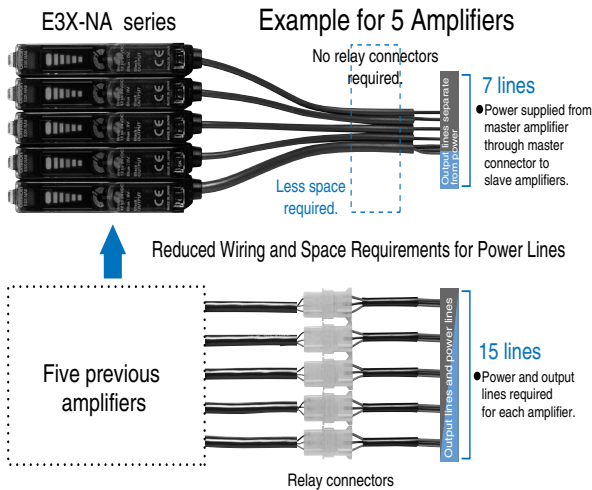 E3X-NA series
Example for 5 Amplifiers
No relay connectors
required.
Output lines separate
from power
7 lines
●Power supplied from
master amplifier
through master
connector to
slave amplifiers.
Less space
required.
Reduced Wiring and Space Requirements for Power Lines
Five previous
amplifiers
Output lines and power lines
15 lines
●Power and output
lines required
for each amplifier.
Relay connectors